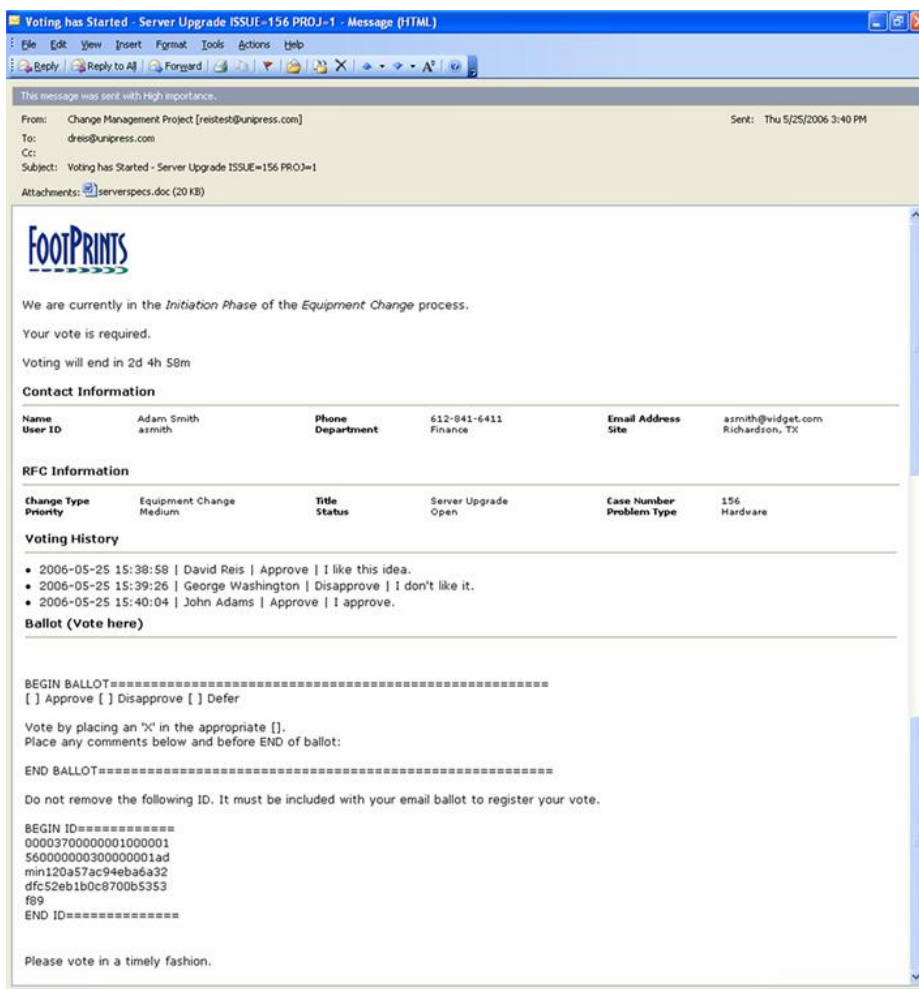 Voting has Started - Server Upgrade ISSUE=156 PROJ=1 - Message (HTML)
File Edit View Insert Format Tools Actions Help
Reply Reply to All Forward
This message was sent with High importance.
From: Change Management Project [reistest@unipress.com] Sent: Thu 5/25/2006 3:40 PM
To: dreis@unipress.com
Cc:
Subject: Voting has Started - Server Upgrade ISSUE=156 PROJ=1
Attachments: serverspecs.doc (20 KB)
FOOTPRINTS
We are currently in the Initiation Phase of the Equipment Change process.
Your vote is required.
Voting will end in 2d 4h 58m
Contact Information
Name Adam Smith Phone 612-841-6411 Email Address asmith@widget.com
User ID asmith Department Finance Site Richardson, TX
RFC Information
Change Type Equipment Change Title Server Upgrade Case Number 156
Priority Medium Status Open Problem Type Hardware
Voting History
• 2006-05-25 15:38:58 | David Reis | Approve | I like this idea.
• 2006-05-25 15:39:26 | George Washington | Disapprove | I don't like it.
• 2006-05-25 15:40:04 | John Adams | Approve | I approve.
Ballot (Vote here)
BEGIN BALLOT======================================================
[ ] Approve [ ] Disapprove [ ] Defer
Vote by placing an 'X' in the appropriate [].
Place any comments below and before END of ballot:
END BALLOT========================================================
Do not remove the following ID. It must be included with your email ballot to register your vote.
BEGIN ID============
00003700000001000001
560000000300000001ad
min120a57ac94eba6a32
dfc52eb1b0c8700b5353
f89
END ID==============
Please vote in a timely fashion.